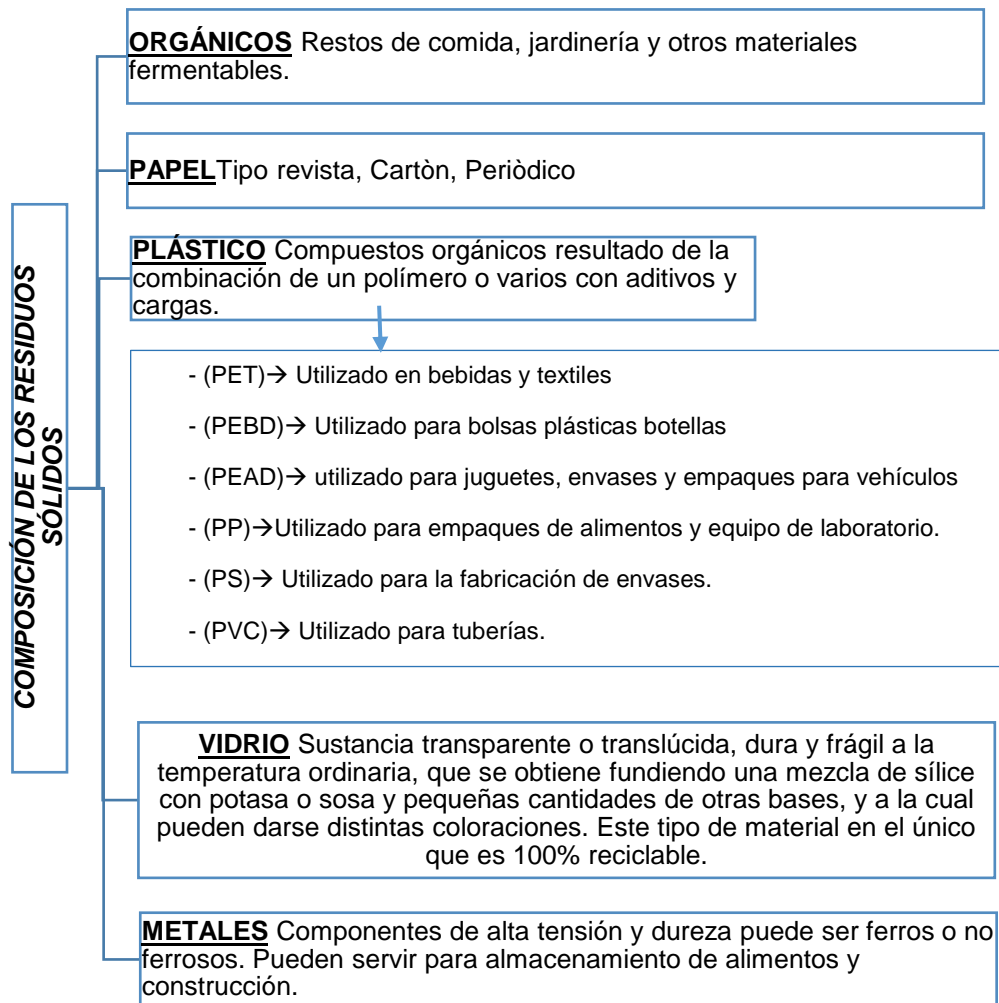 COMPOSICIÓN DE LOS RESIDUOS
SÓLIDOS
ORGÁNICOS Restos de comida, jardinería y otros materiales
fermentables.
PAPELTipo revista, Cartòn, Periòdico
PLÁSTICO Compuestos orgánicos resultado de la
combinación de un polímero o varios con aditivos y
cargas.
- (PET)→ Utilizado en bebidas y textiles
- (PEBD)→ Utilizado para bolsas plásticas botellas
- (PEAD)→ utilizado para juguetes, envases y empaques para vehículos
- (PP)→Utilizado para empaques de alimentos y equipo de laboratorio.
- (PS)→ Utilizado para la fabricación de envases.
- (PVC)→ Utilizado para tuberías.
VIDRIO Sustancia transparente o translúcida, dura y frágil a la
temperatura ordinaria, que se obtiene fundiendo una mezcla de sílice
con potasa o sosa y pequeñas cantidades de otras bases, y a la cual
pueden darse distintas coloraciones. Este tipo de material en el único
que es 100% reciclable.
METALES Componentes de alta tensión y dureza puede ser ferros o no
ferrosos. Pueden servir para almacenamiento de alimentos y
construcción.